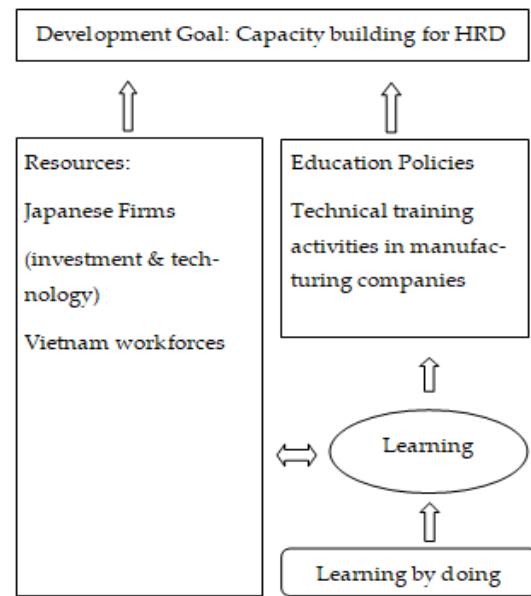 Development Goal: Capacity building for HRD
Resources:
Japanese Firms
(investment & tech-
nology)
Vietnam workforces
Education Policies
Technical training
activities in manufac-
turing companies
Learning
Learning by doing